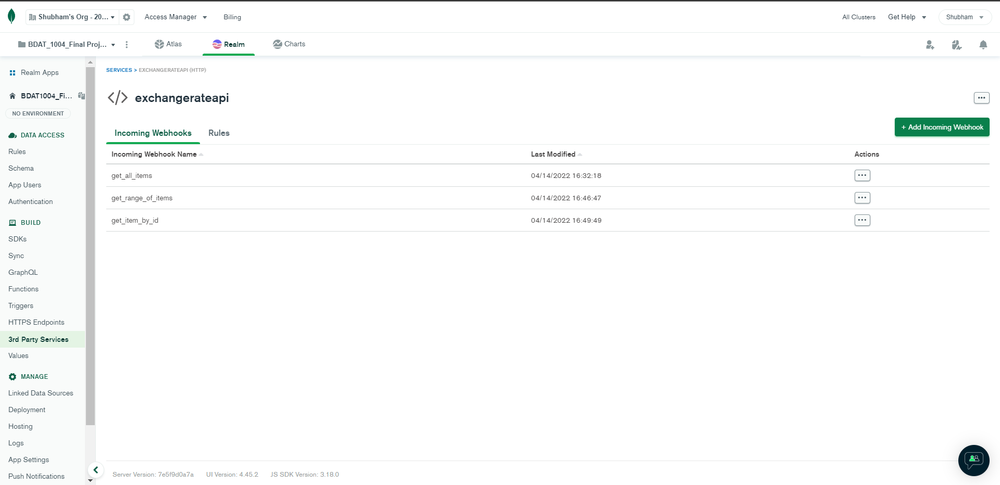 Shubham's Org - 20...
Access Manager
Billing
All Clusters
Get Help
Shubham
BDAT_1004_Final Proj...
Atlas
Realm
Charts
Realm Apps
BDAT1004_Fi...
NO ENVIRONMENT
DATA ACCESS
Rules
Schema
App Users
Authentication
BUILD
SDKs
Sync
GraphQL
Functions
Triggers
HTTPS Endpoints
3rd Party Services
Values
MANAGE
Linked Data Sources
Deployment
Hosting
Logs
App Settings
Push Notifications
SERVICES > EXCHANGERATEAPI (HTTP)
</> exchangerateapi
Incoming Webhooks
Rules
+ Add Incoming Webhook
Incoming Webhook Name Last Modified Actions
get_all_items 04/14/2022 16:32:18
get_range_of_items 04/14/2022 16:46:47
get_item_by_id 04/14/2022 16:49:49
Server Version: 7e5f9d0a7a UI Version: 4.45.2 JS SDK Version: 3.18.0